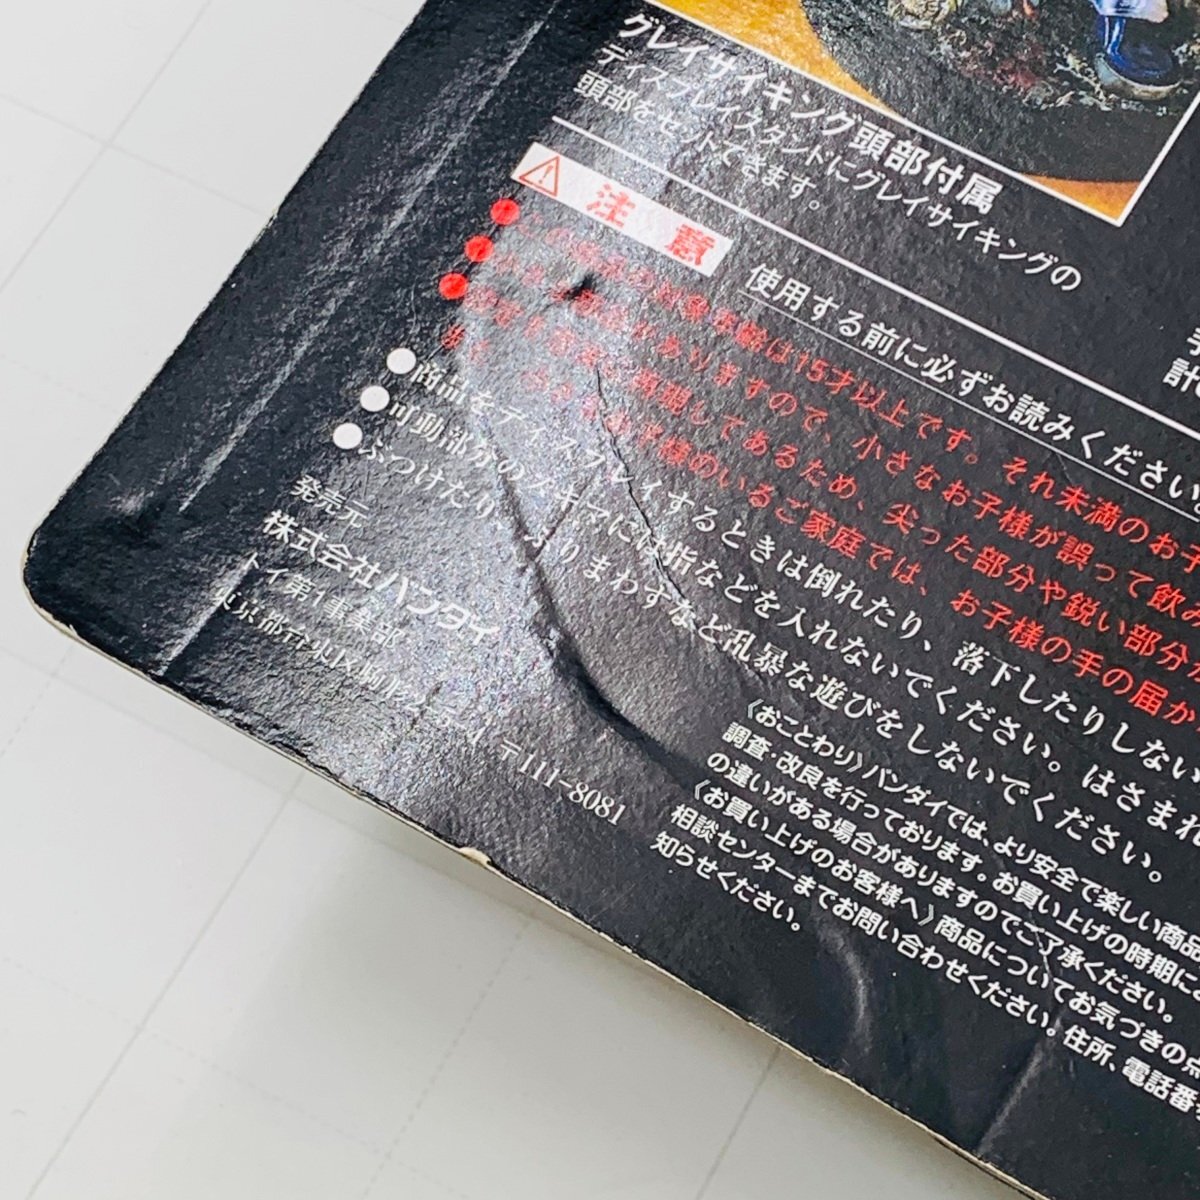 グレイサイキング頭部付属
ディスプレイスタンドにグレイサイキングの
頭部をセットできます。
注意
使用する前に必ずお読みください
年齢は15才以上です。それ未満のお子
ありますので、小さなお子様が誤って飲み
してあるため、尖った部分や鋭い部分が
のいるご家庭では、お子様の手の届か
●商品をディスプレイするときは倒れたり、落下したりしない
●可動部分のスキマには指などを入れないでください。はさまれ
●ぶつけたり、ふりまわすなど乱暴な遊びをしないでください。
発売元
株式会社バンダイ
トイ第1事業部
〒111-8081
《おことわり》バンダイでは、より安全で楽しい商品
調査・改良を行っております。お買い上げの時期によ
の違いがある場合がありますのでご了承ください。
《お買い上げのお客様へ》商品についてお気づきの点
相談センターまでお問い合わせください。住所、電話番
知らせください。
計